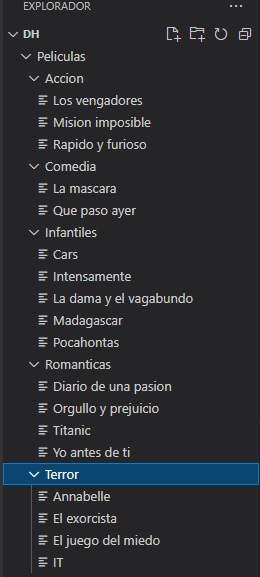 EXPLORADOR
DH
Peliculas
Accion
Los vengadores
Mision imposible
Rapido y furioso
Comedia
La mascara
Que paso ayer
Infantiles
Cars
Intensamente
La dama y el vagabundo
Madagascar
Pocahontas
Romanticas
Diario de una pasion
Orgullo y prejuicio
Titanic
Yo antes de ti
Terror
Annabelle
El exorcista
El juego del miedo
IT